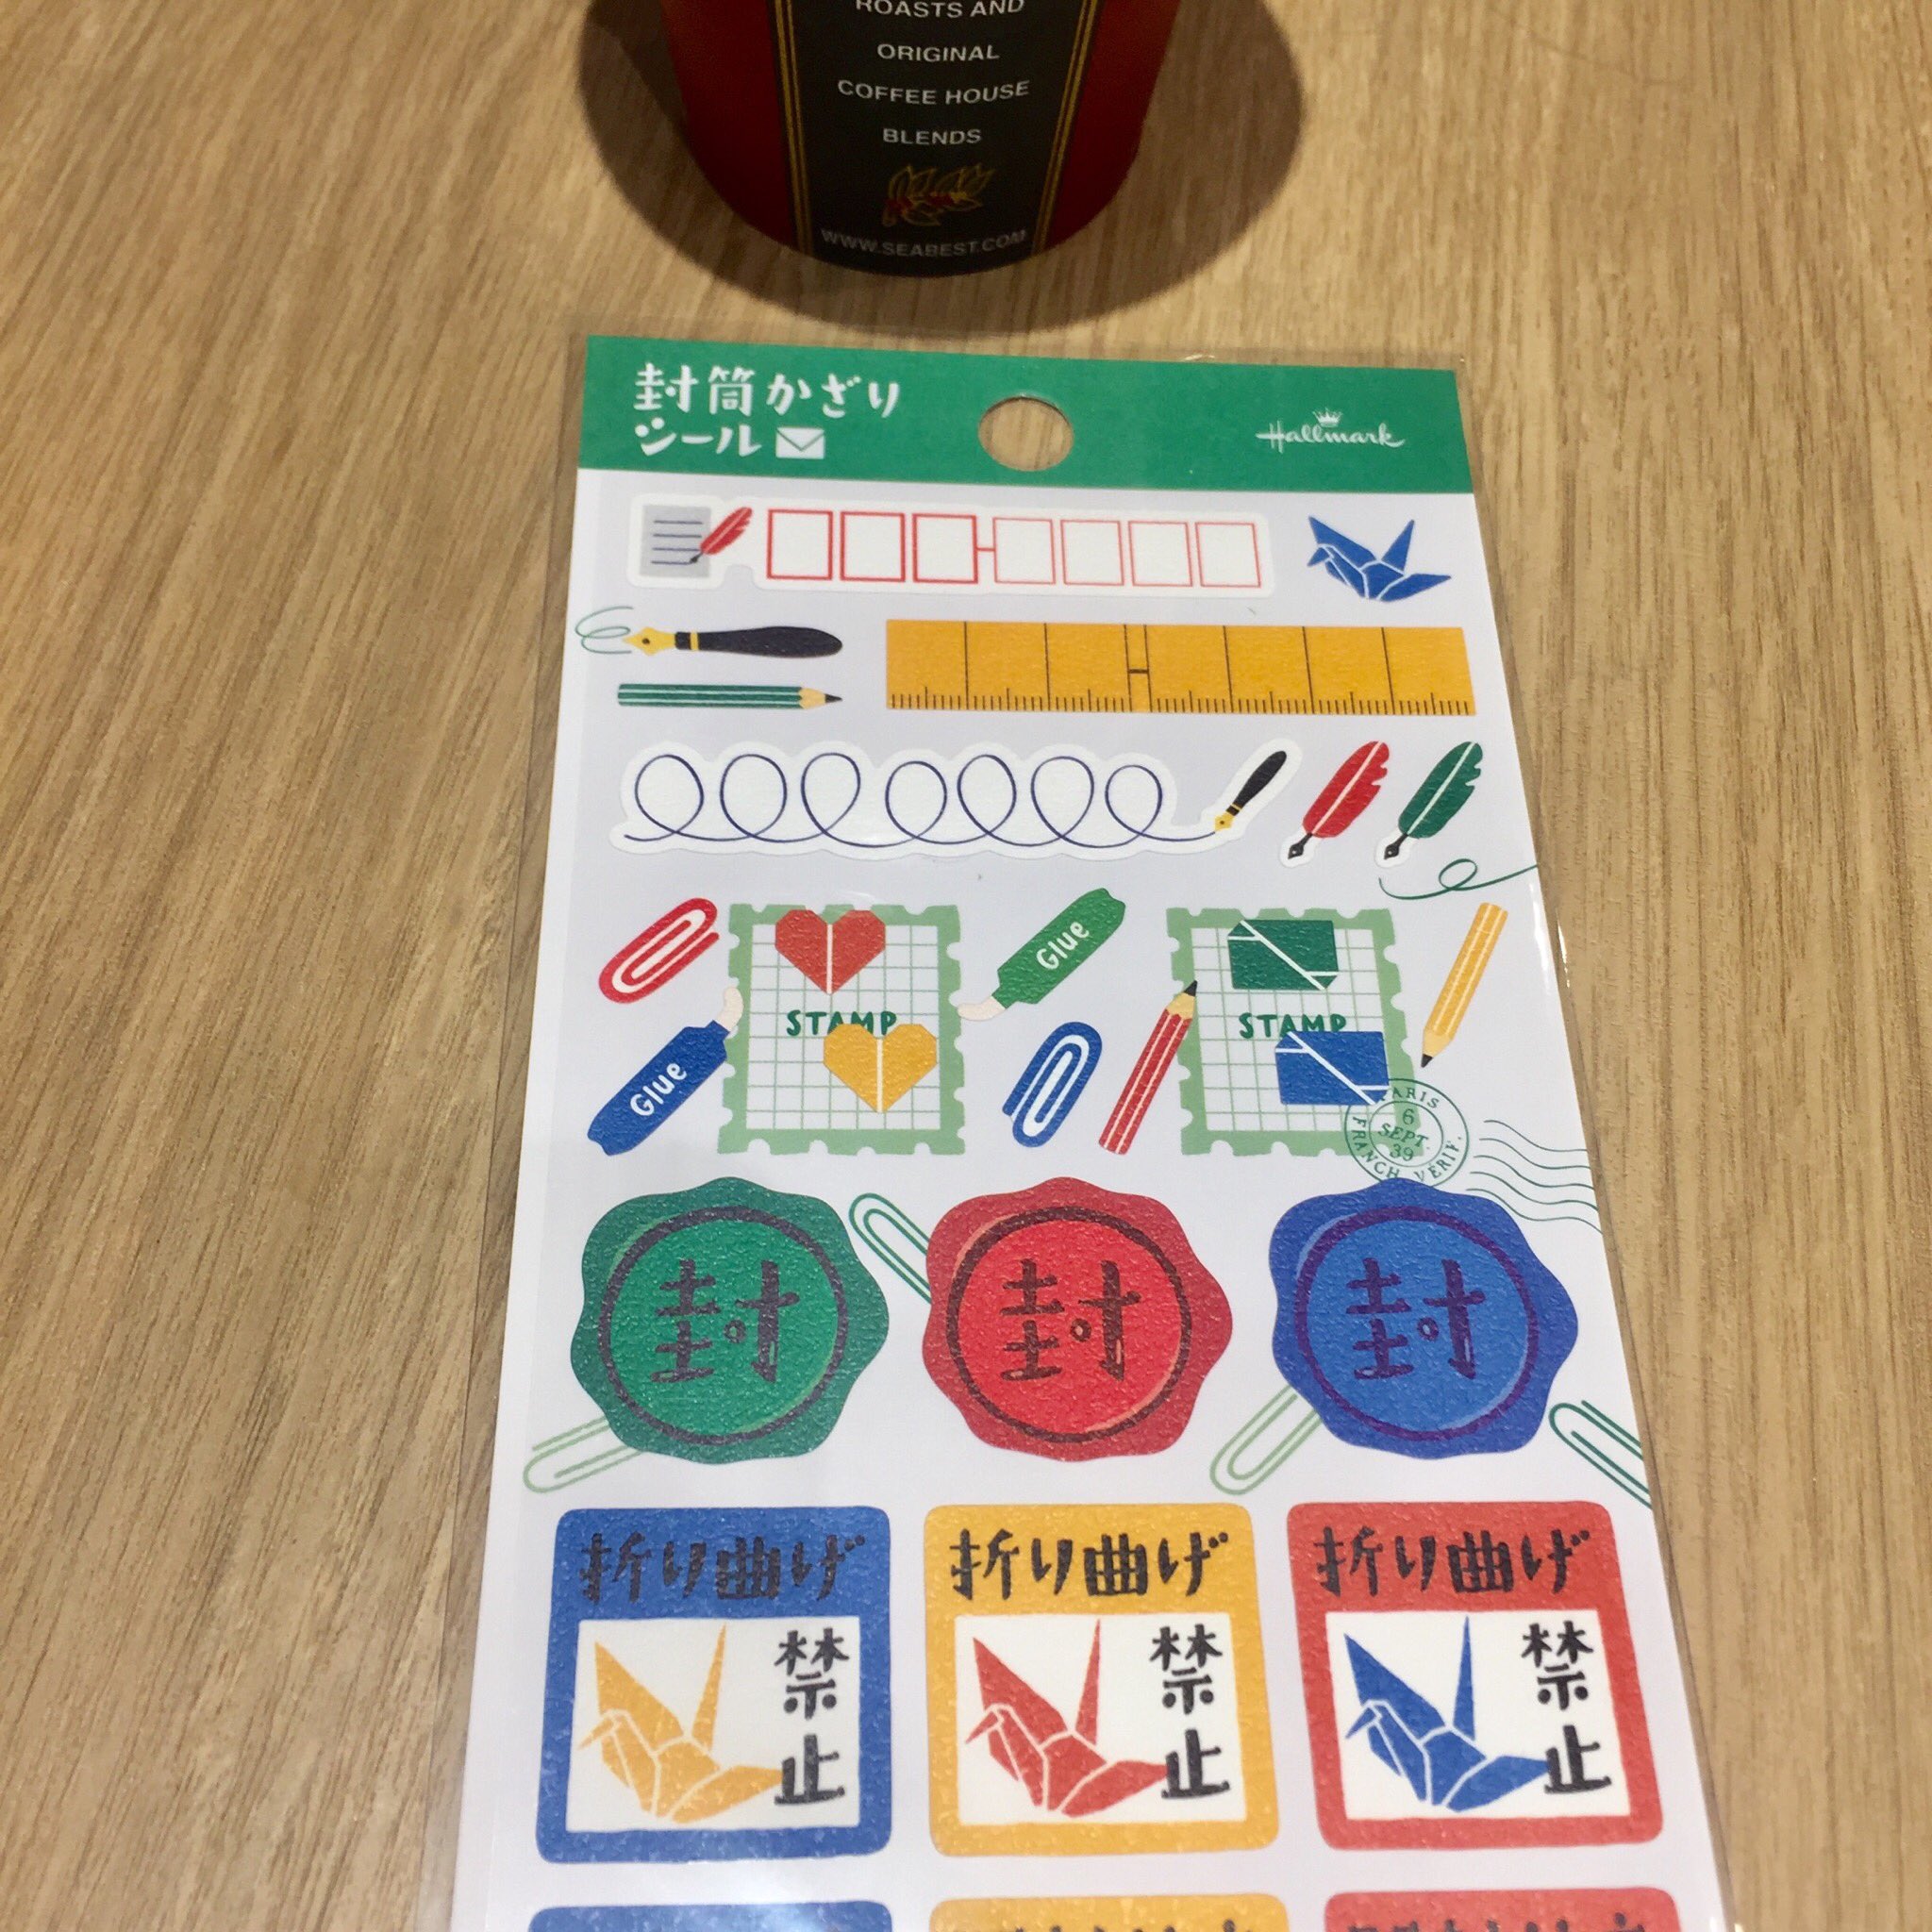 ROASTS AND
ORIGINAL
COFFEE HOUSE
BLENDS
WWW.SEABEST.COM
封筒かざり
シール
Hallmark
Glue
STAMP
Glue
STAMP
PARIS
6
SEPT.
39
FRANCH. VERIF.
封
封
封
折り曲げ
禁止
折り曲げ
禁止
折り曲げ
禁止